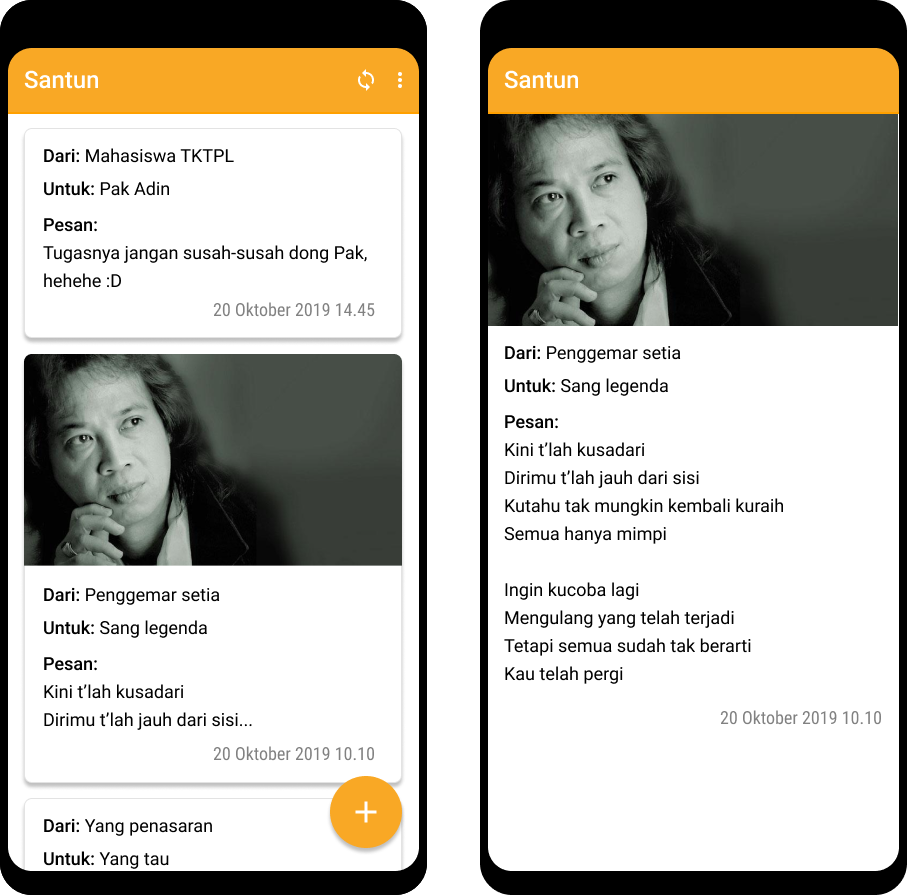 Santun
Dari: Mahasiswa TKTPL
Untuk: Pak Adin
Pesan:
Tugasnya jangan susah-susah dong Pak,
hehehe :D
20 Oktober 2019 14.45
Dari: Penggemar setia
Untuk: Sang legenda
Pesan:
Kini t’lah kusadari
Dirimu t’lah jauh dari sisi...
20 Oktober 2019 10.10
Dari: Yang penasaran
Untuk: Yang tau
Santun
Dari: Penggemar setia
Untuk: Sang legenda
Pesan:
Kini t’lah kusadari
Dirimu t’lah jauh dari sisi
Kutahu tak mungkin kembali kuraih
Semua hanya mimpi
Ingin kucoba lagi
Mengulang yang telah terjadi
Tetapi semua sudah tak berarti
Kau telah pergi
20 Oktober 2019 10.10